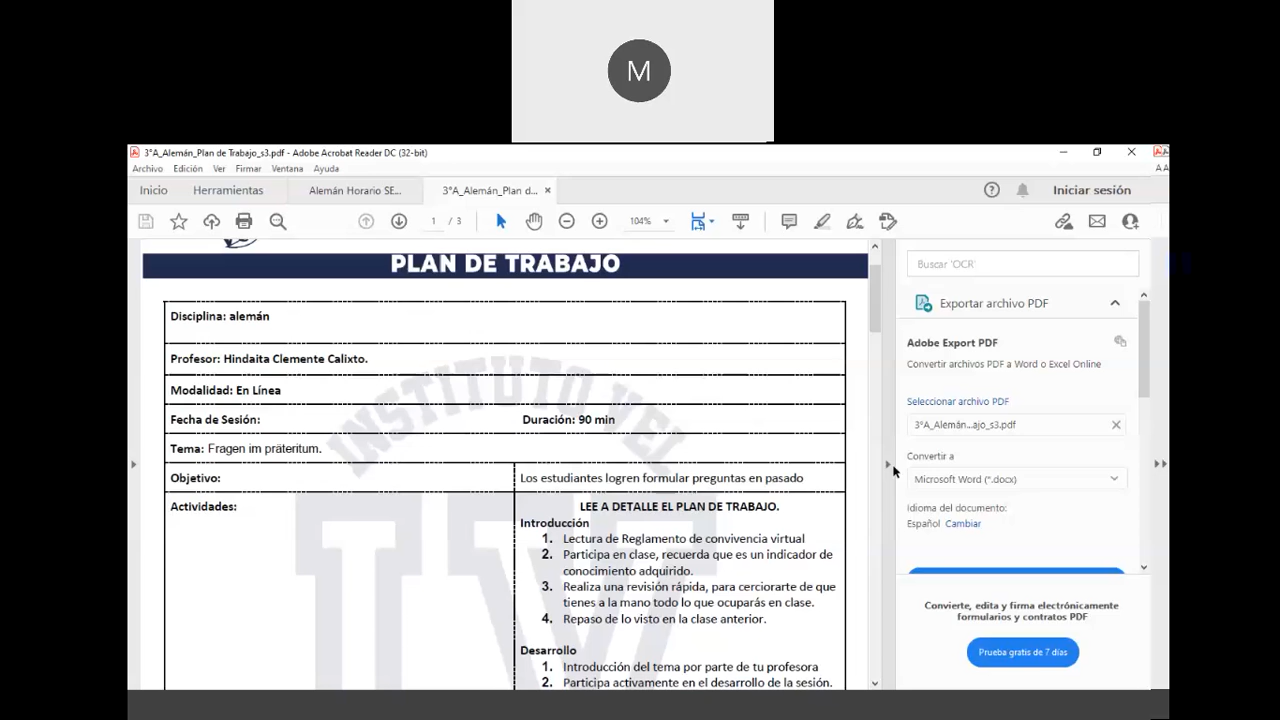 M
3°A_Alemán_Plan de Trabajo_s3.pdf - Adobe Acrobat Reader DC (32-bit)
Archivo Edición Ver Firmar Ventana Ayuda
Inicio Herramientas Alemán Horario SE... 3°A_Alemán_Plan d... × Iniciar sesión
1 / 3 104%
PLAN DE TRABAJO
Disciplina: alemán
Profesor: Hindaita Clemente Calixto.
Modalidad: En Línea
Fecha de Sesión: Duración: 90 min
Tema: Fragen im präteritum.
Objetivo: Los estudiantes logren formular preguntas en pasado
Actividades: LEE A DETALLE EL PLAN DE TRABAJO.
Introducción
1. Lectura de Reglamento de convivencia virtual
2. Participa en clase, recuerda que es un indicador de
conocimiento adquirido.
3. Realiza una revisión rápida, para cerciorarte de que
tienes a la mano todo lo que ocuparás en clase.
4. Repaso de lo visto en la clase anterior.
Desarrollo
1. Introducción del tema por parte de tu profesora
2. Participa activamente en el desarrollo de la sesión.
INSTITUTO VEL
IV
Buscar 'OCR'
Exportar archivo PDF
Adobe Export PDF
Convertir archivos PDF a Word o Excel Online
Seleccionar archivo PDF
3°A_Alemán...ajo_s3.pdf
Convertir a
Microsoft Word (*.docx)
Idioma del documento:
Español Cambiar
Convierte, edita y firma electrónicamente
formularios y contratos PDF
Prueba gratis de 7 días